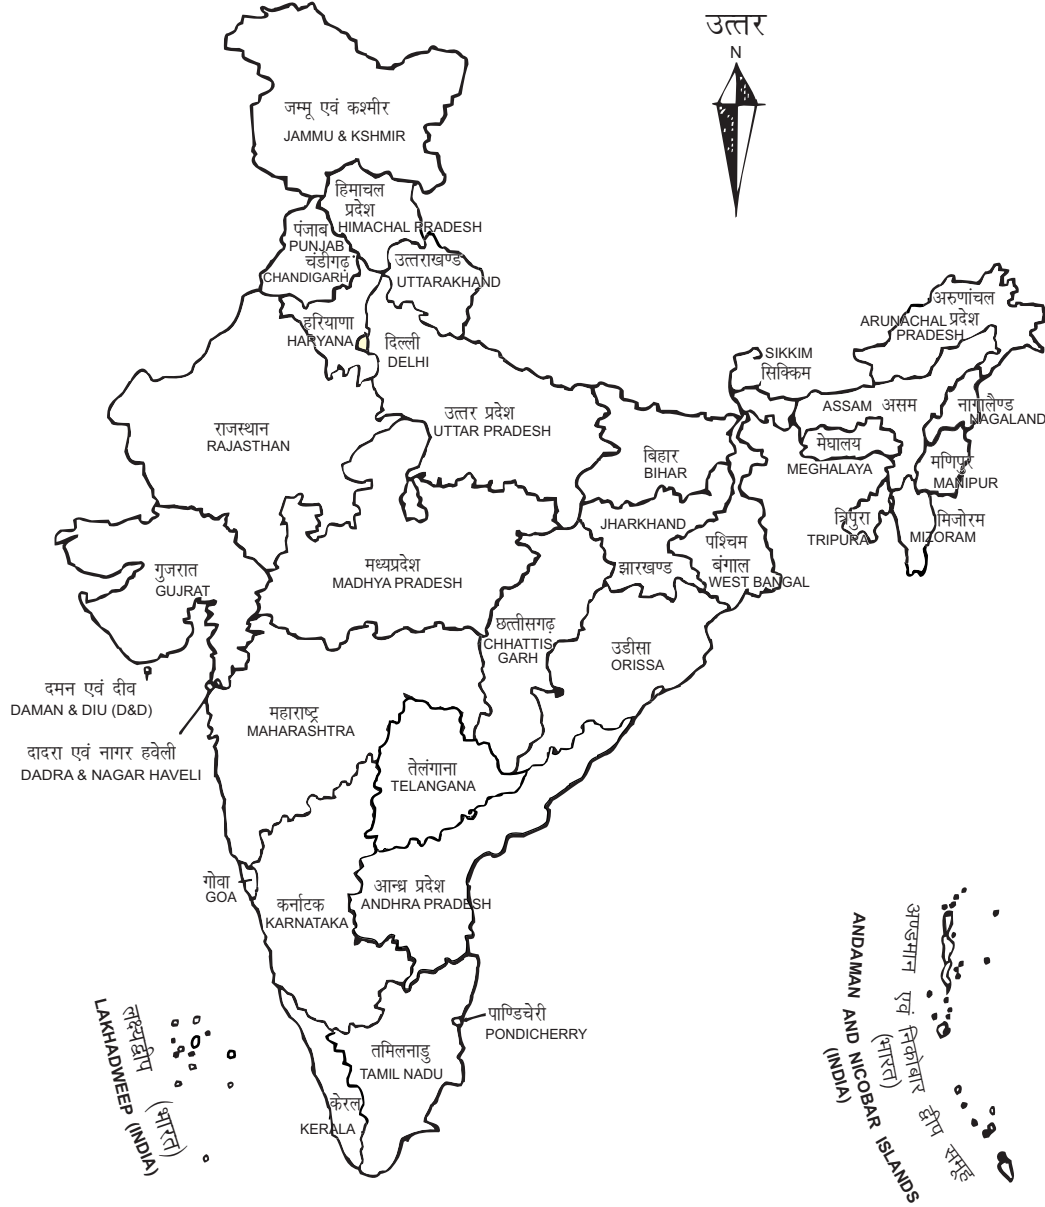 उत्तर
N
जम्मू एवं कश्मीर
JAMMU & KSHMIR
हिमाचल
प्रदेश
HIMACHAL PRADESH
पंजाब
PUNJAB
चंडीगढ़
CHANDIGARH
उत्तराखण्ड
UTTARAKHAND
हरियाणा
HARYANA
दिल्ली
DELHI
अरुणांचल
ARUNACHAL प्रदेश
PRADESH
SIKKIM
सिक्किम
राजस्थान
RAJASTHAN
उत्तर प्रदेश
UTTAR PRADESH
ASSAM असम
नागालैण्ड
NAGALAND
बिहार
BIHAR
मेघालय
MEGHALAYA
मणिपुर
MANIPUR
JHARKHAND
झारखण्ड
पश्चिम
बंगाल
WEST BANGAL
त्रिपुरा
TRIPURA
मिजोरम
MIZORAM
गुजरात
GUJRAT
मध्यप्रदेश
MADHYA PRADESH
छत्तीसगढ़
CHHATTIS
GARH
उडीसा
ORISSA
दमन एवं दीव
DAMAN & DIU (D&D)
दादरा एवं नागर हवेली
DADRA & NAGAR HAVELI
महाराष्ट्र
MAHARASHTRA
तेलंगाना
TELANGANA
गोवा
GOA
कर्नाटक
KARNATAKA
आन्ध्र प्रदेश
ANDHRA PRADESH
पाण्डिचेरी
PONDICHERRY
तमिलनाडु
TAMIL NADU
केरल
KERALA
लक्ष्यद्वीप (भारत)
LAKHADWEEP (INDIA)
अण्डमान एवं निकोबार द्वीप समूह
(भारत)
ANDAMAN AND NICOBAR ISLANDS
(INDIA)